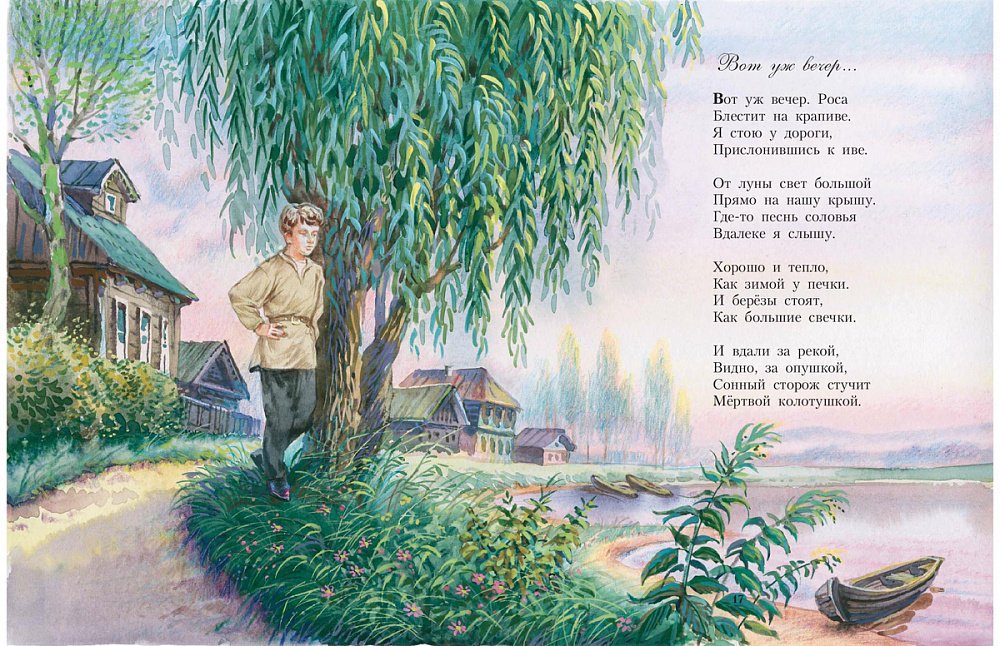 Вот уж вечер...
Вот уж вечер. Роса
Блестит на крапиве.
Я стою у дороги,
Прислонившись к иве.
От луны свет большой
Прямо на нашу крышу.
Где-то песнь соловья
Вдалеке я слышу.
Хорошо и тепло,
Как зимой у печки.
И берёзы стоят,
Как большие свечки.
И вдали за рекой,
Видно, за опушкой,
Сонный сторож стучит
Мёртвой колотушкой.
17